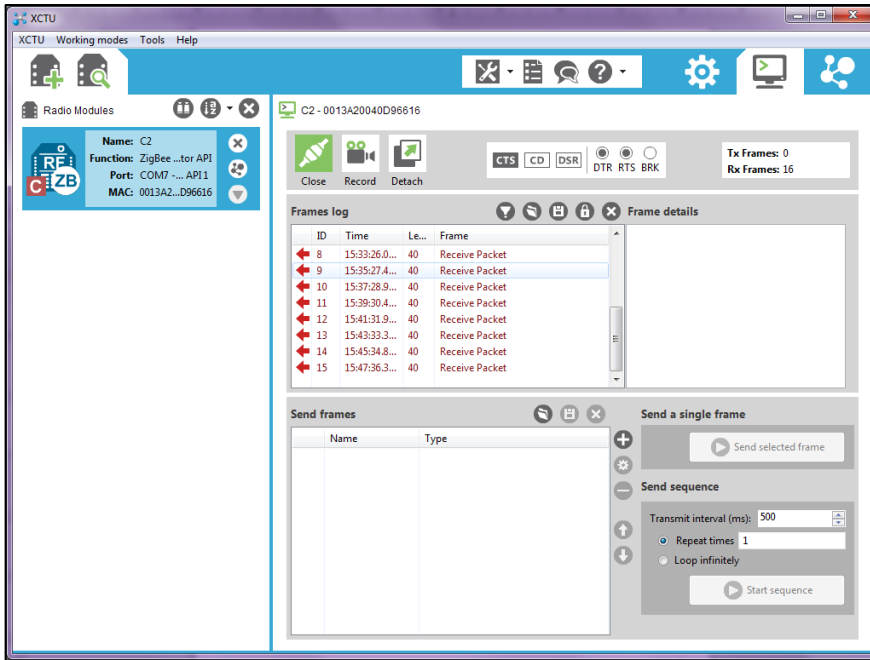 XCTU
XCTU Working modes Tools Help
Radio Modules
C2 - 0013A20040D96616
RF
C ZB
Name: C2
Function: ZigBee ...tor API
Port: COM7 -... API 1
MAC: 0013A2...D96616
Close Record Detach
CTS CD DSR DTR RTS BRK
Tx Frames: 0
Rx Frames: 16
Frames log
Frame details
ID Time Le... Frame
8 15:33:26.0... 40 Receive Packet
9 15:35:27.4... 40 Receive Packet
10 15:37:28.9... 40 Receive Packet
11 15:39:30.4... 40 Receive Packet
12 15:41:31.9... 40 Receive Packet
13 15:43:33.3... 40 Receive Packet
14 15:45:34.8... 40 Receive Packet
15 15:47:36.3... 40 Receive Packet
Send frames
Name Type
Send a single frame
Send selected frame
Send sequence
Transmit interval (ms): 500
Repeat times 1
Loop infinitely
Start sequence